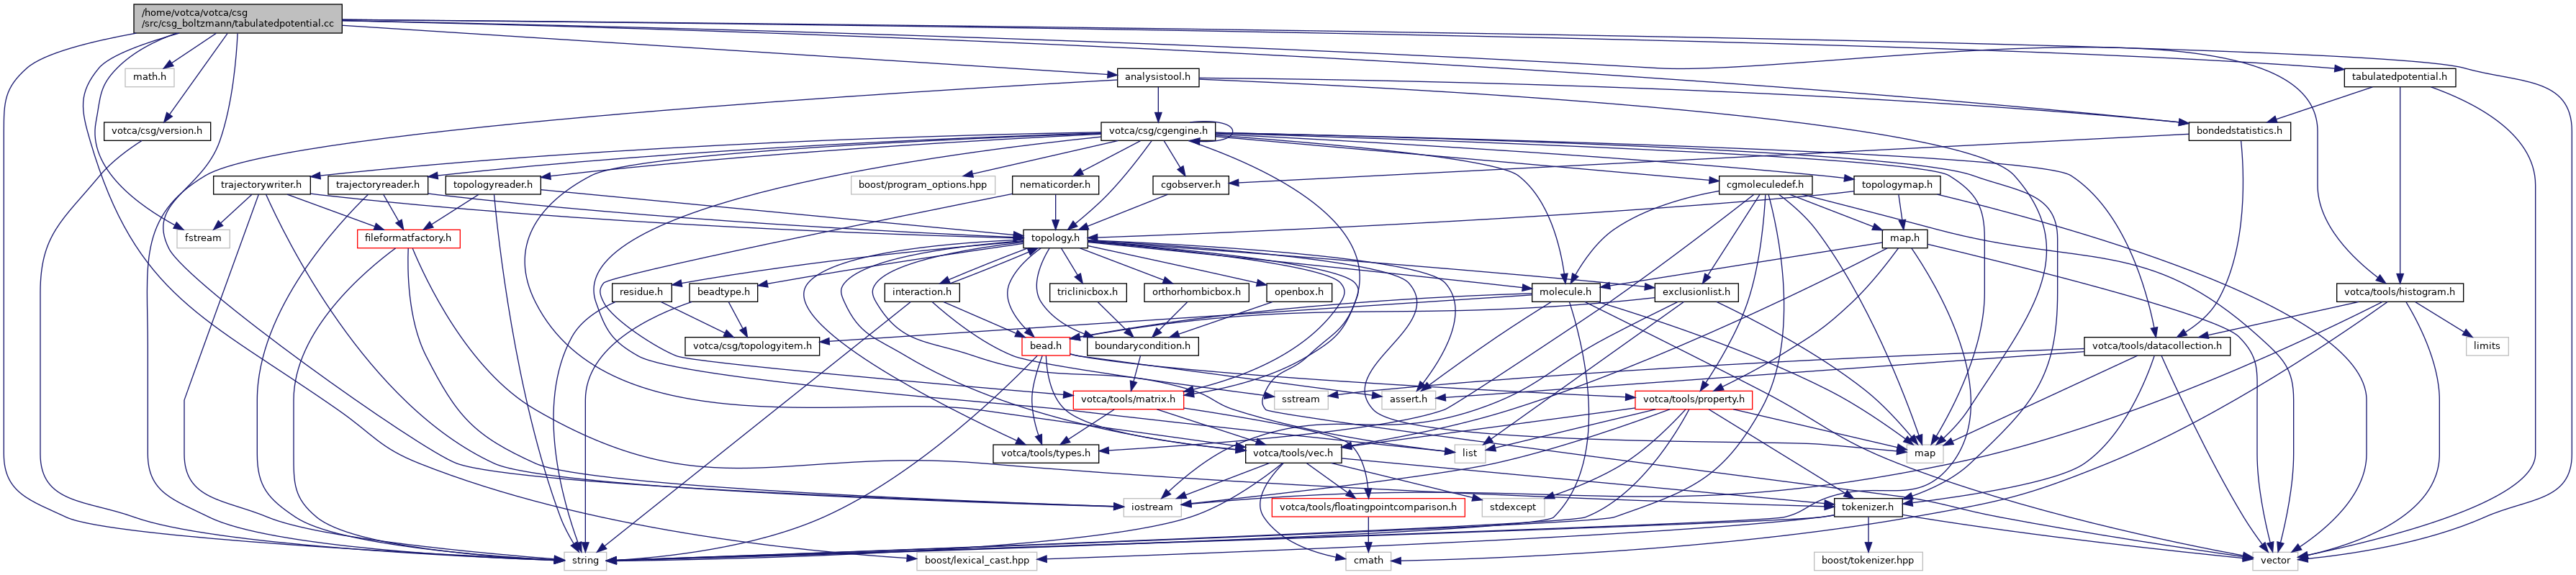 /home/votca/votca/csg
/src/csg_boltzmann/tabulatedpotential.cc
math.h
analysistool.h
tabulatedpotential.h
votca/csg/version.h
votca/csg/cgengine.h
bondedstatistics.h
trajectorywriter.h
trajectoryreader.h
topologyreader.h
boost/program_options.hpp
nematicorder.h
cgobserver.h
cgmoleculedef.h
topologymap.h
fstream
fileformatfactory.h
topology.h
map.h
residue.h
beadtype.h
interaction.h
triclinicbox.h
orthorhombicbox.h
openbox.h
molecule.h
exclusionlist.h
votca/tools/histogram.h
votca/csg/topologyitem.h
bead.h
boundarycondition.h
votca/tools/datacollection.h
limits
votca/tools/matrix.h
sstream
assert.h
votca/tools/property.h
votca/tools/types.h
votca/tools/vec.h
list
map
iostream
votca/tools/floatingpointcomparison.h
stdexcept
tokenizer.h
string
boost/lexical_cast.hpp
cmath
boost/tokenizer.hpp
vector